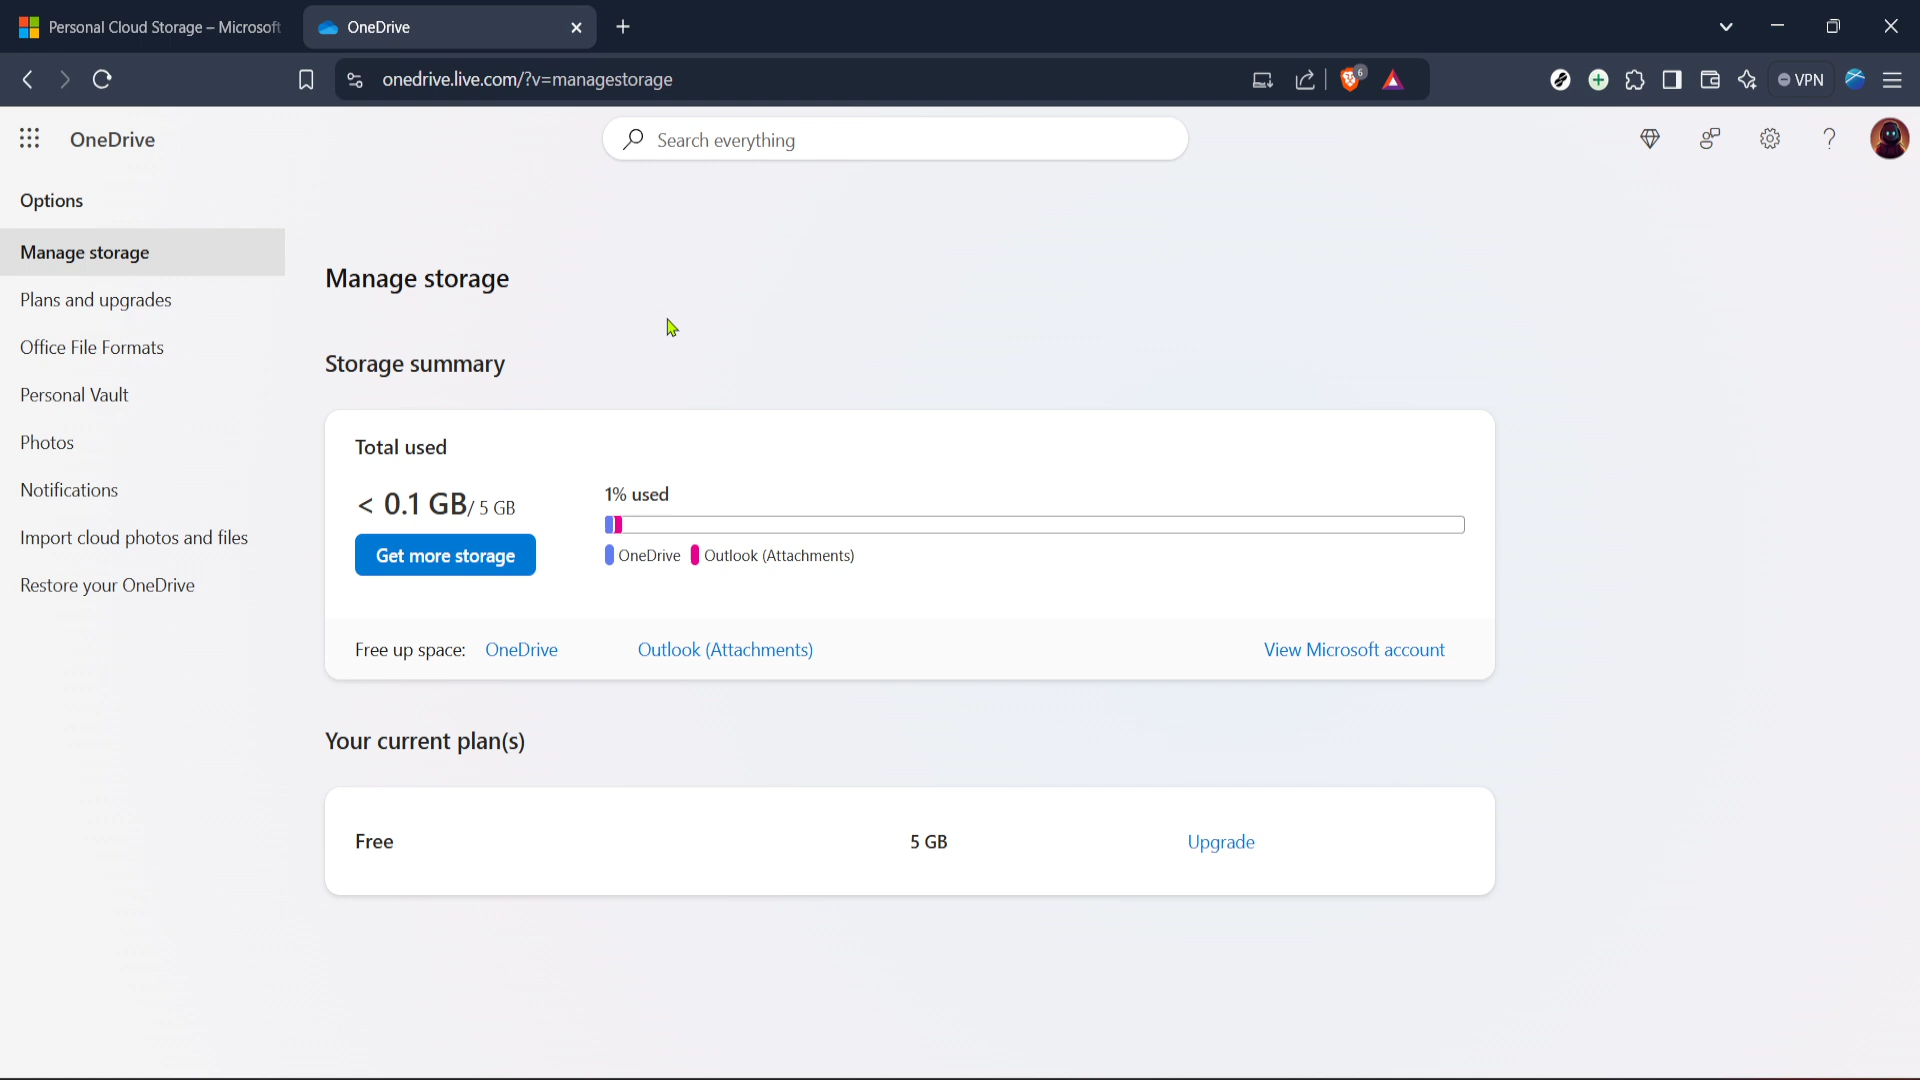 Personal Cloud Storage – Microsoft
OneDrive
onedrive.live.com/?v=managestorage
6
VPN
OneDrive
Search everything
Options
Manage storage
Plans and upgrades
Office File Formats
Personal Vault
Photos
Notifications
Import cloud photos and files
Restore your OneDrive
Manage storage
Storage summary
Total used
< 0.1 GB/ 5 GB
Get more storage
1% used
OneDrive Outlook (Attachments)
Free up space: OneDrive Outlook (Attachments) View Microsoft account
Your current plan(s)
Free 5 GB Upgrade